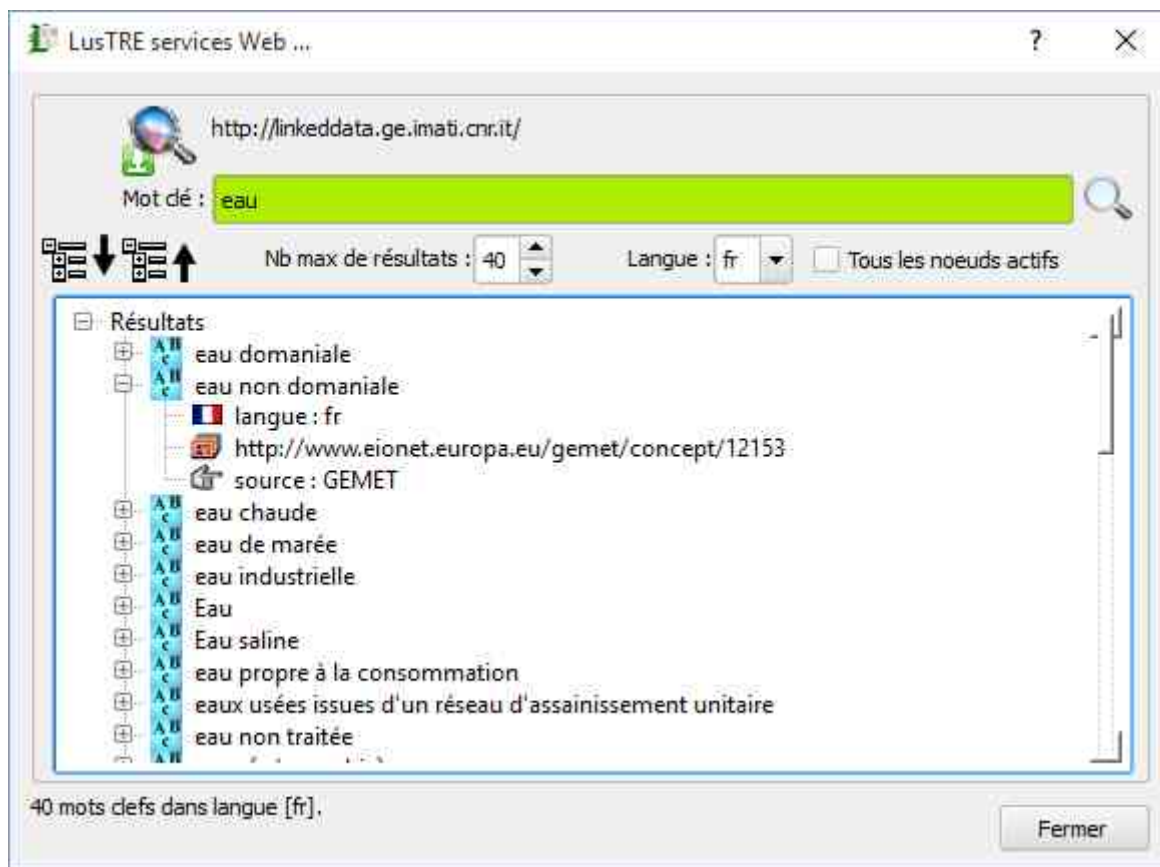 LusTRE services Web ...
http://linkeddata.ge.imati.cnr.it/
Mot clé : eau
Nb max de résultats : 40 Langue : fr Tous les noeuds actifs
Résultats
eau domaniale
eau non domaniale
langue : fr
http://www.eionet.europa.eu/gemet/concept/12153
source : GEMET
eau chaude
eau de marée
eau industrielle
Eau
Eau saline
eau propre à la consommation
eaux usées issues d'un réseau d'assainissement unitaire
eau non traitée
40 mots clefs dans langue [fr].
Fermer